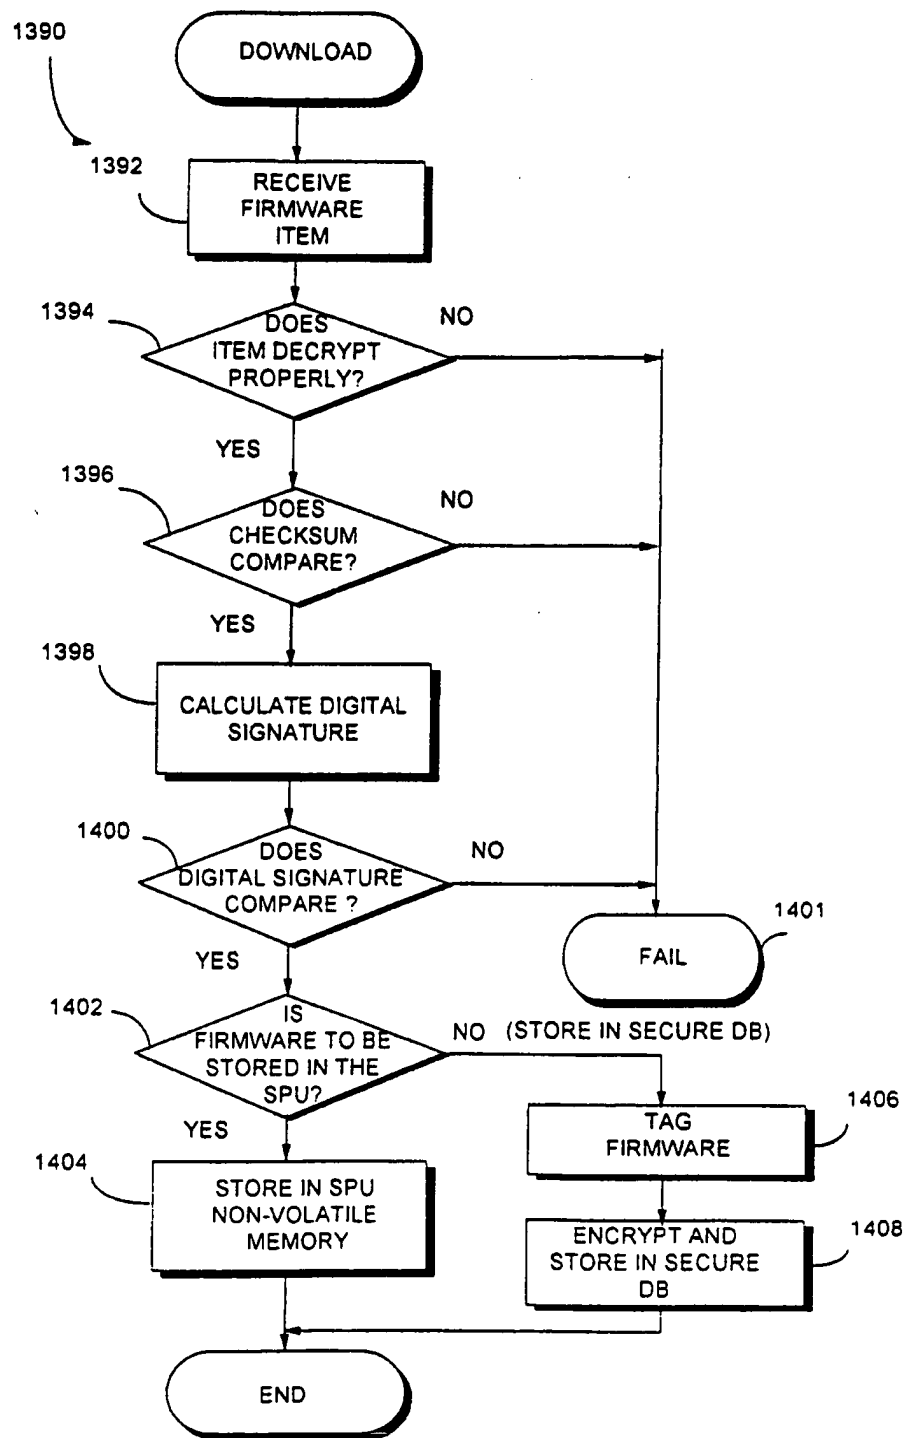 1390
DOWNLOAD
1392
RECEIVE
FIRMWARE
ITEM
1394
DOES
ITEM DECRYPT
PROPERLY?
NO
YES
1396
DOES
CHECKSUM
COMPARE?
NO
YES
1398
CALCULATE DIGITAL
SIGNATURE
1400
DOES
DIGITAL SIGNATURE
COMPARE ?
NO
1401
FAIL
YES
1402
IS
FIRMWARE TO BE
STORED IN THE
SPU?
NO (STORE IN SECURE DB)
YES
1406
TAG
FIRMWARE
1404
STORE IN SPU
NON-VOLATILE
MEMORY
1408
ENCRYPT AND
STORE IN SECURE
DB
END